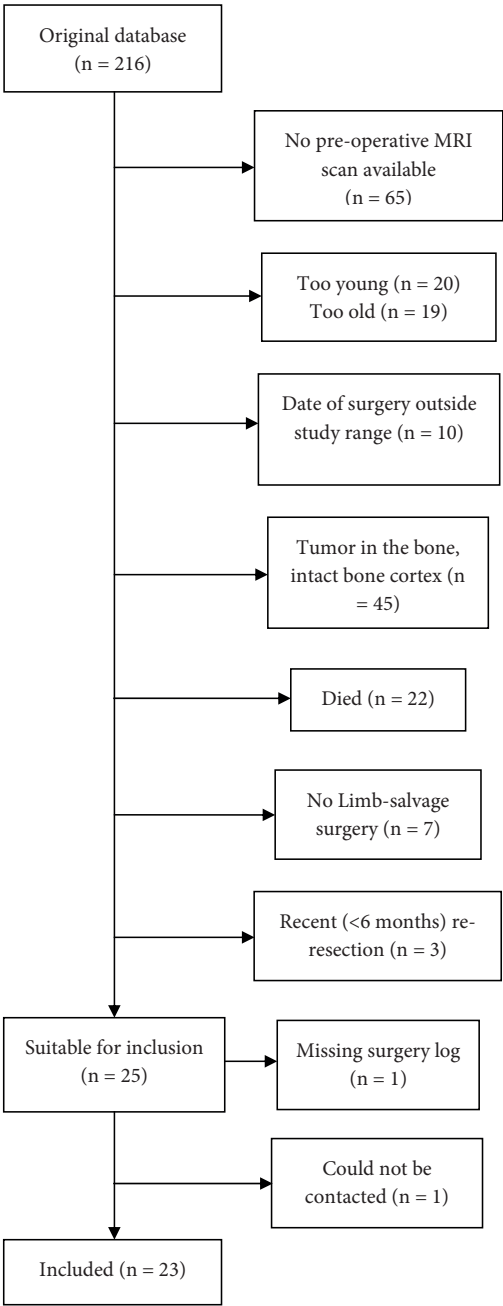 Original database
(n = 216)
No pre-operative MRI
scan available
(n = 65)
Too young (n = 20)
Too old (n = 19)
Date of surgery outside
study range (n = 10)
Tumor in the bone,
intact bone cortex (n
= 45)
Died (n = 22)
No Limb-salvage
surgery (n = 7)
Recent (<6 months) re-
resection (n = 3)
Suitable for inclusion
(n = 25)
Missing surgery log
(n = 1)
Could not be
contacted (n = 1)
Included (n = 23)